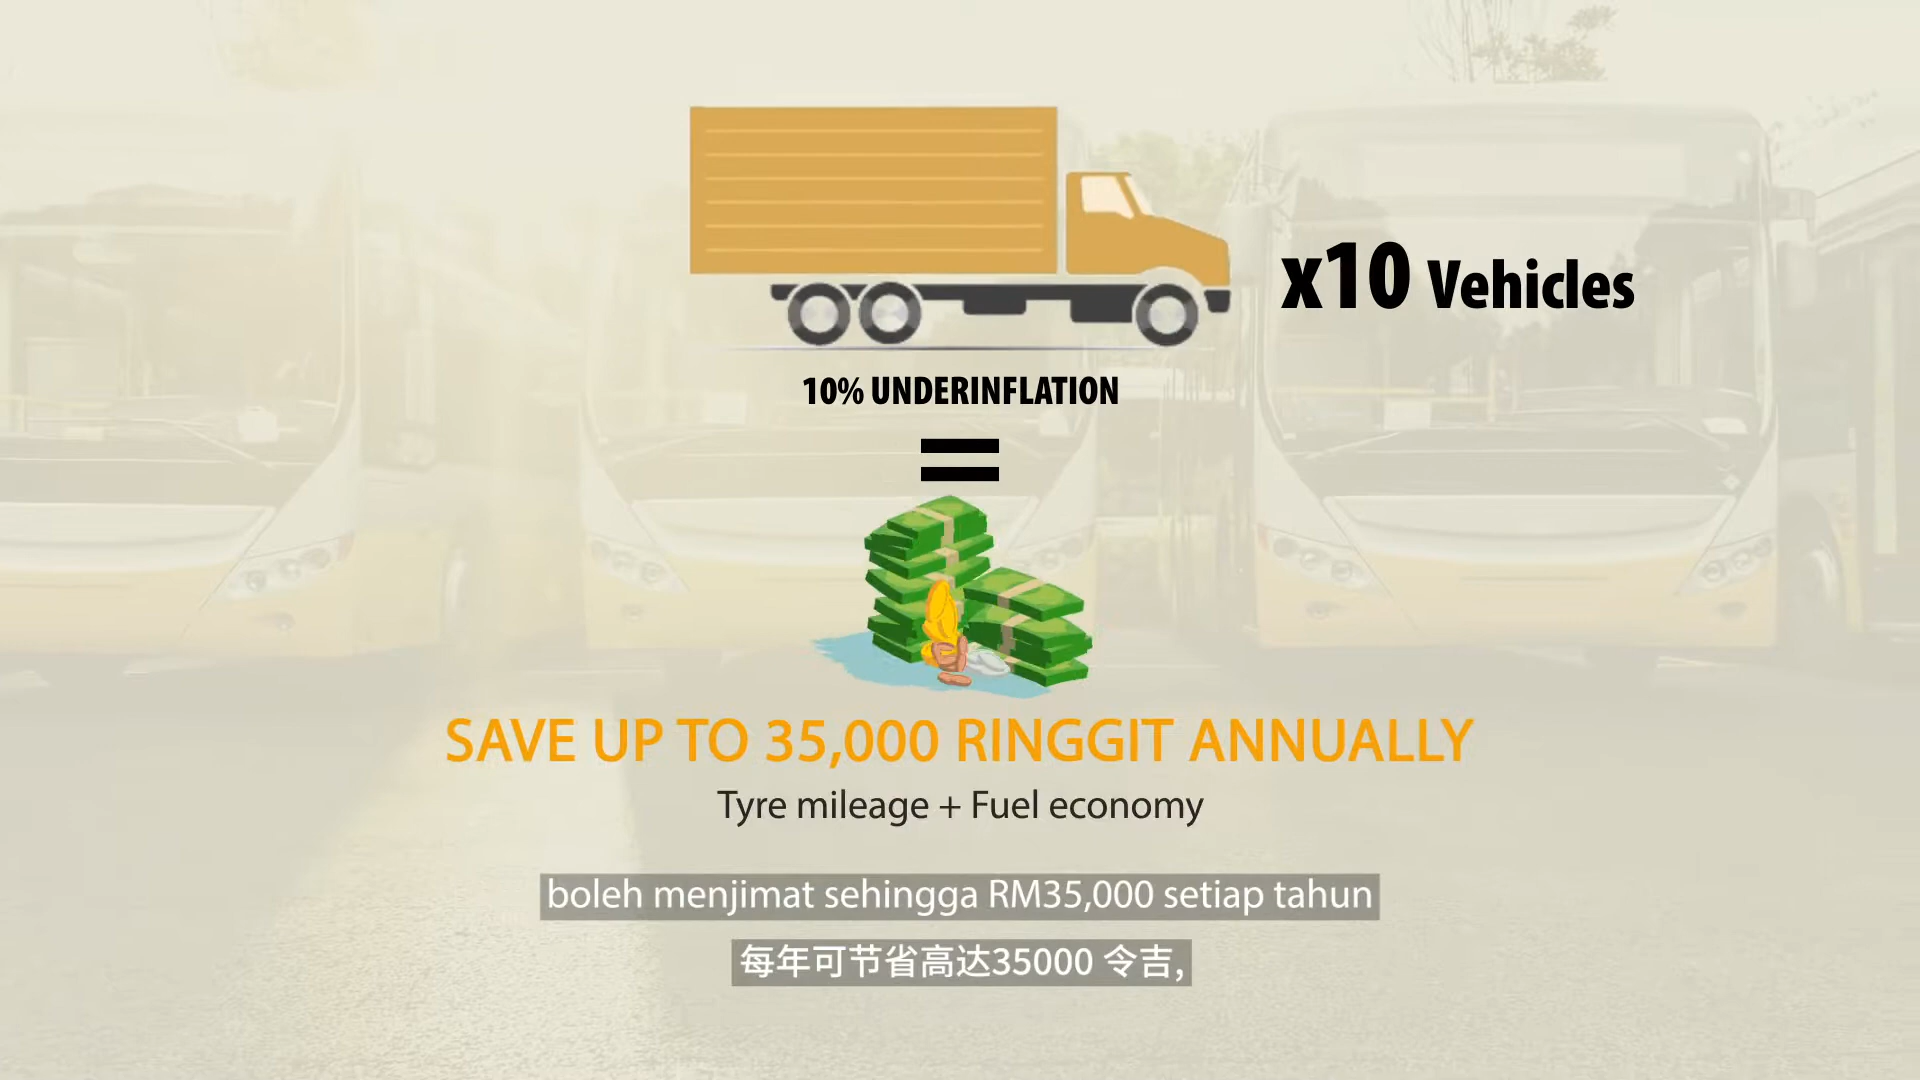 x10 Vehicles
10% UNDERINFLATION
=
SAVE UP TO 35,000 RINGGIT ANNUALLY
Tyre mileage + Fuel economy
boleh menjimat sehingga RM35,000 setiap tahun
每年可节省高达35000 令吉,